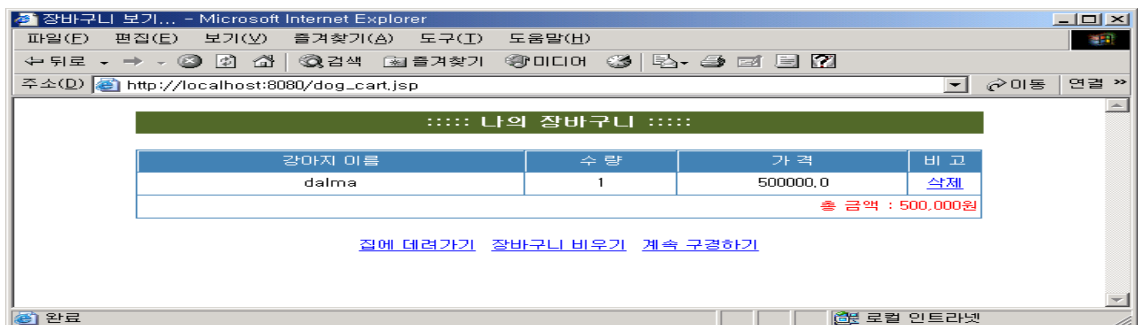 장바구니 보기... - Microsoft Internet Explorer
파일(F) 편집(E) 보기(V) 즐겨찾기(A) 도구(T) 도움말(H)
뒤로 검색 즐겨찾기 미디어
주소(D) http://localhost:8080/dog_cart.jsp 이동 연결 »
::::: 나의 장바구니 :::::
강아지 이름 수 량 가 격 비 고
dalma 1 500000.0 삭제
총 금액 : 500,000원
집에 데려가기 장바구니 비우기 계속 구경하기
완료 로컬 인트라넷